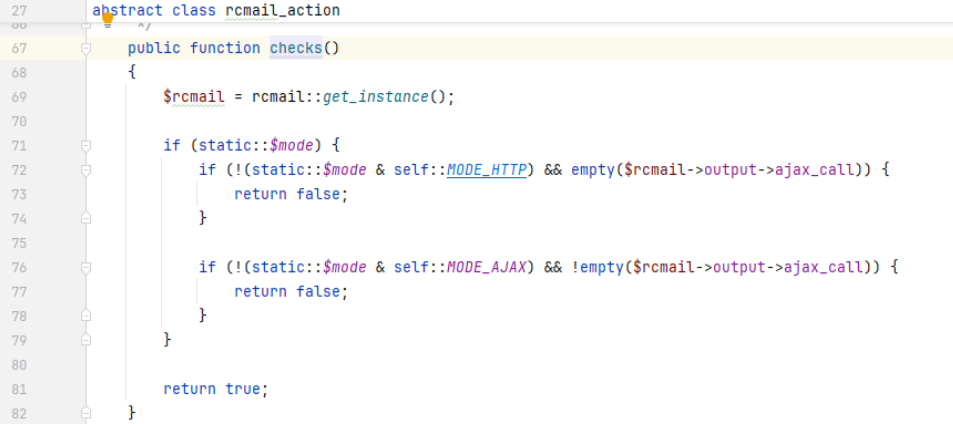 27 abstract class rcmail_action
66 */
67 public function checks()
68 {
69 $rcmail = rcmail::get_instance();
70
71 if (static::$mode) {
72 if (!(static::$mode & self::MODE_HTTP) && empty($rcmail->output->ajax_call)) {
73 return false;
74 }
75
76 if (!(static::$mode & self::MODE_AJAX) && !empty($rcmail->output->ajax_call)) {
77 return false;
78 }
79 }
80
81 return true;
82 }